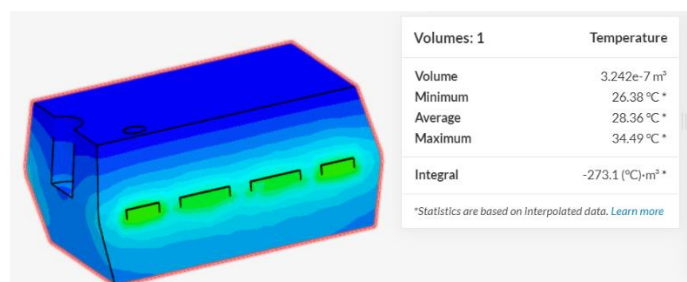 Volumes: 1 Temperature
Volume 3.242e-7 m³
Minimum 26.38 °C *
Average 28.36 °C *
Maximum 34.49 °C *
Integral -273.1 (°C)·m³ *
*Statistics are based on interpolated data. Learn more